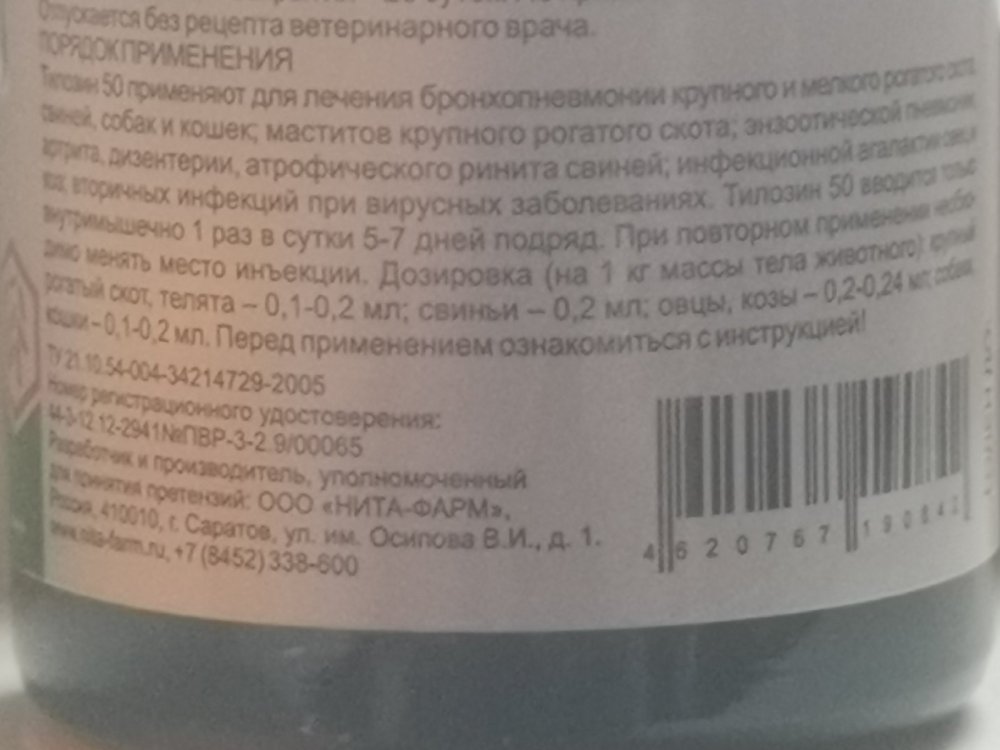 Отпускается без рецепта ветеринарного врача.
ПОРЯДОК ПРИМЕНЕНИЯ
Тилозин 50 применяют для лечения бронхопневмонии крупного и мелкого рогатого скота,
свиней, собак и кошек; маститов крупного рогатого скота; энзоотической пневмонии,
артрита, дизентерии, атрофического ринита свиней; инфекционной агалактии овец и
коз; вторичных инфекций при вирусных заболеваниях. Тилозин 50 вводится только
внутримышечно 1 раз в сутки 5-7 дней подряд. При повторном применении необхо-
димо менять место инъекции. Дозировка (на 1 кг массы тела животного): крупный
рогатый скот, телята – 0,1-0,2 мл; свиньи – 0,2 мл; овцы, козы – 0,2-0,24 мл; собаки,
кошки – 0,1-0,2 мл. Перед применением ознакомиться с инструкцией!
ТУ 21.10.54-004-34214729-2005
Номер регистрационного удостоверения:
44-3-12.12-2941№ПВР-3-2.9/00065
Разработчик и производитель, уполномоченный
для принятия претензий: ООО «НИТА-ФАРМ»,
Россия, 410010, г. Саратов, ул. им. Осипова В.И., д. 1.
www.nita-farm.ru, +7 (8452) 338-600
4 620767 190642